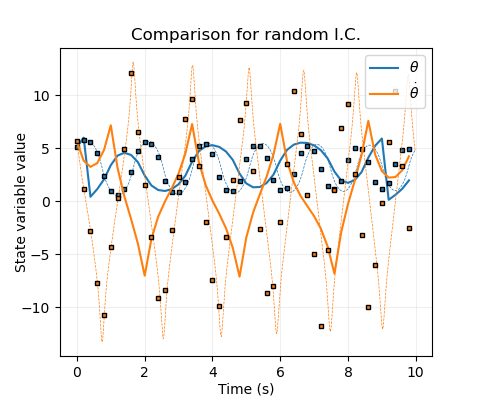 Comparison for random I.C.
State variable value
10
5
0
−5
−10
θ
θ̇
0
2
4
6
8
10
Time (s)